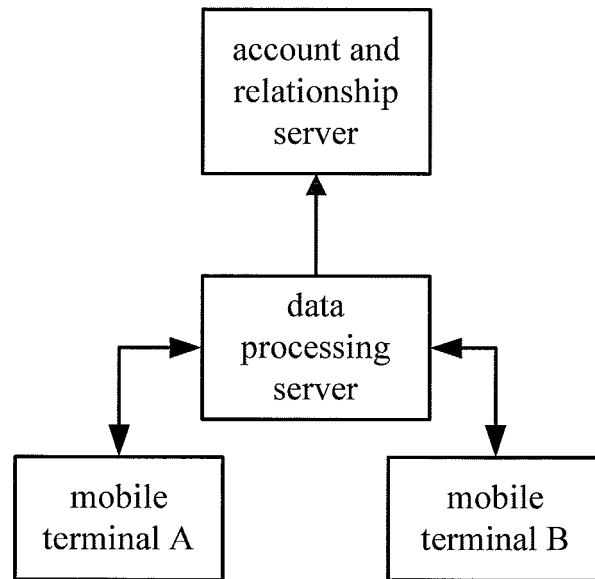 account and
relationship
server
data
processing
server
mobile
terminal A
mobile
terminal B